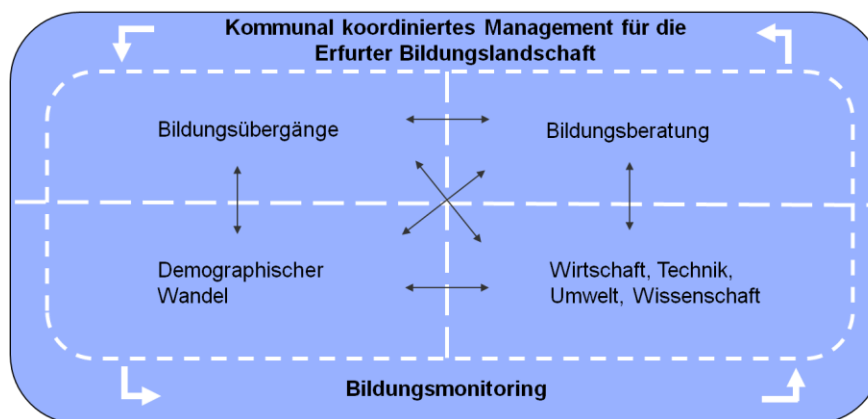 Kommunal koordiniertes Management für die
Erfurter Bildungslandschaft
Bildungsübergänge
Bildungsberatung
Demographischer
Wandel
Wirtschaft, Technik,
Umwelt, Wissenschaft
Bildungsmonitoring